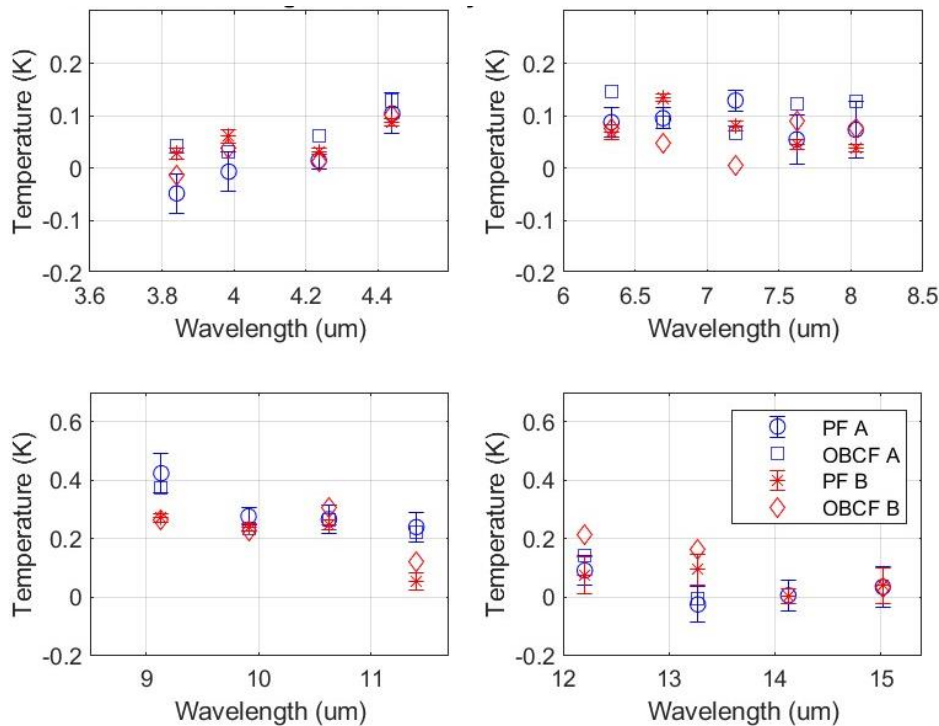 0.2
0.1
0
-0.1
-0.2
Temperature (K)
3.6 3.8 4 4.2 4.4
Wavelength (um)
0.2
0.1
0
-0.1
-0.2
Temperature (K)
6 6.5 7 7.5 8 8.5
Wavelength (um)
0.6
0.4
0.2
0
-0.2
Temperature (K)
9 10 11
Wavelength (um)
0.6
0.4
0.2
0
-0.2
Temperature (K)
12 13 14 15
Wavelength (um)
PF A
OBCF A
PF B
OBCF B